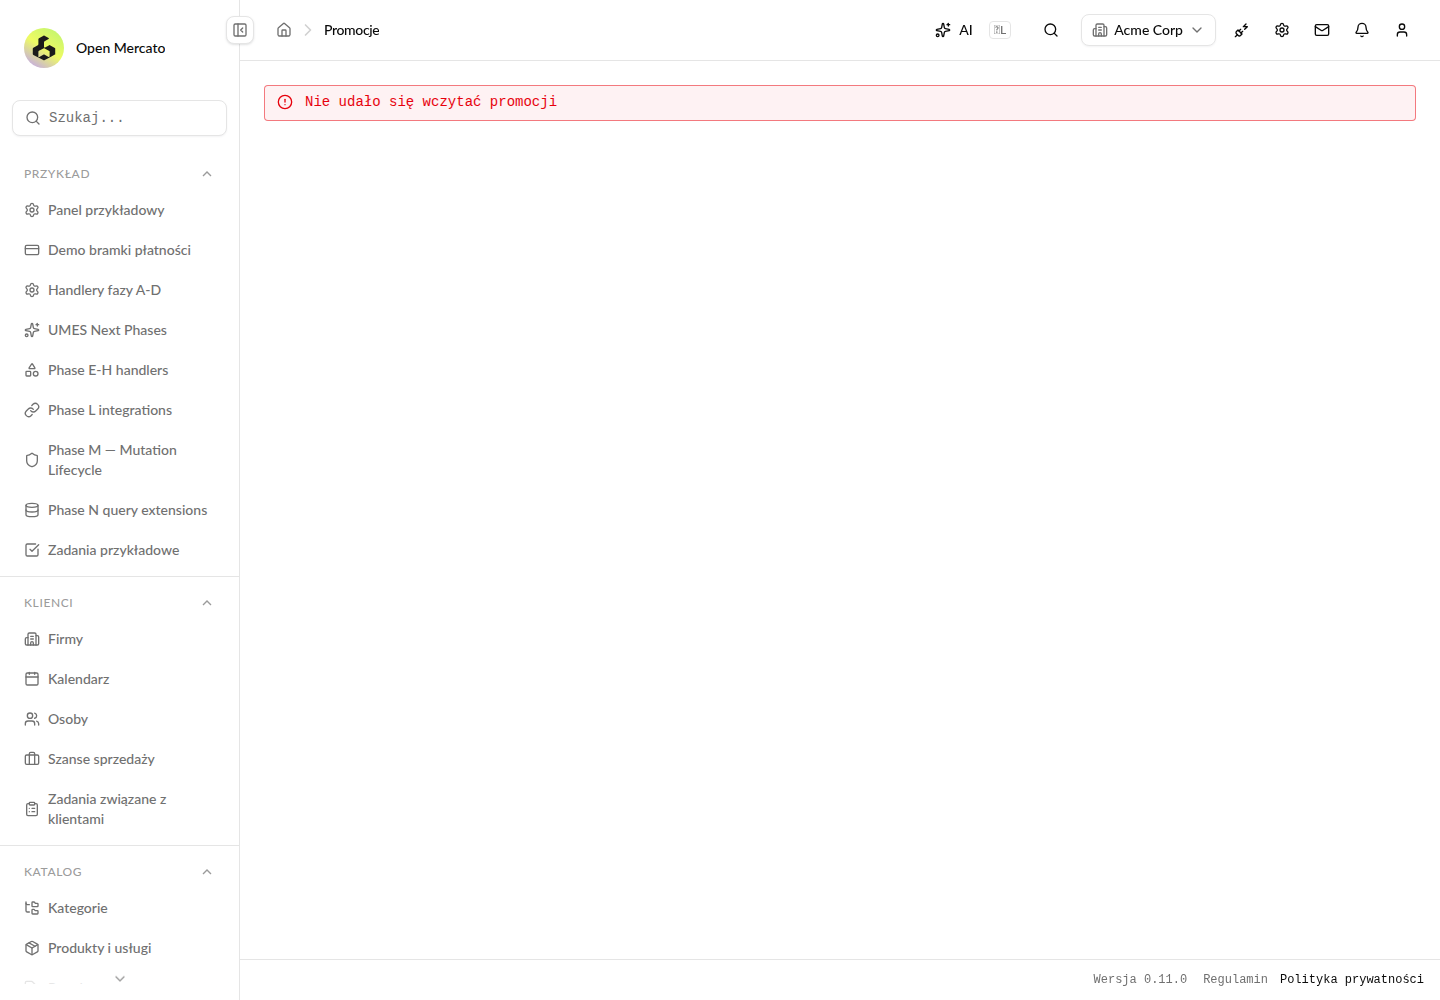 Open Mercato
Szukaj...
PRZYKŁAD
Panel przykładowy
Demo bramki płatności
Handlery fazy A-D
UMES Next Phases
Phase E-H handlers
Phase L integrations
Phase M — Mutation
Lifecycle
Phase N query extensions
Zadania przykładowe
KLIENCI
Firmy
Kalendarz
Osoby
Szanse sprzedaży
Zadania związane z
klientami
KATALOG
Kategorie
Produkty i usługi
Promocje
AI
L
Acme Corp
Nie udało się wczytać promocji
Wersja 0.11.0 Regulamin Polityka prywatności